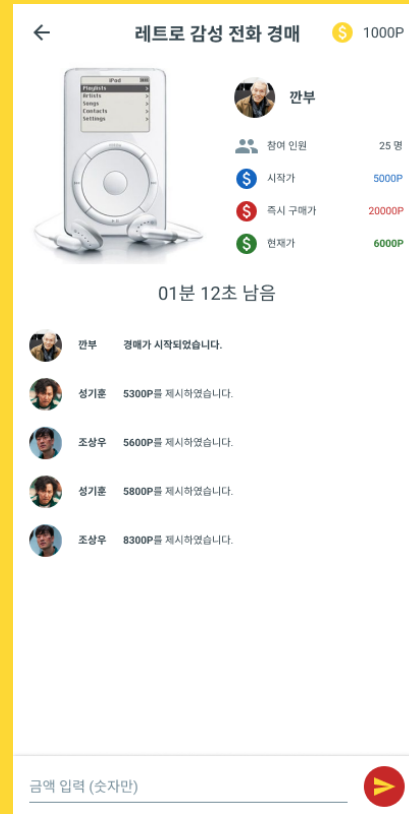 레트로 감성 전화 경매
1000P
iPod
Playlists >
Artists >
Songs >
Contacts >
Settings >
MENU
깐부
참여 인원 25 명
시작가 5000P
즉시 구매가 20000P
현재가 6000P
01분 12초 남음
깐부 경매가 시작되었습니다.
성기훈 5300P를 제시하였습니다.
조상우 5600P를 제시하였습니다.
성기훈 5800P를 제시하였습니다.
조상우 8300P를 제시하였습니다.
금액 입력 (숫자만)